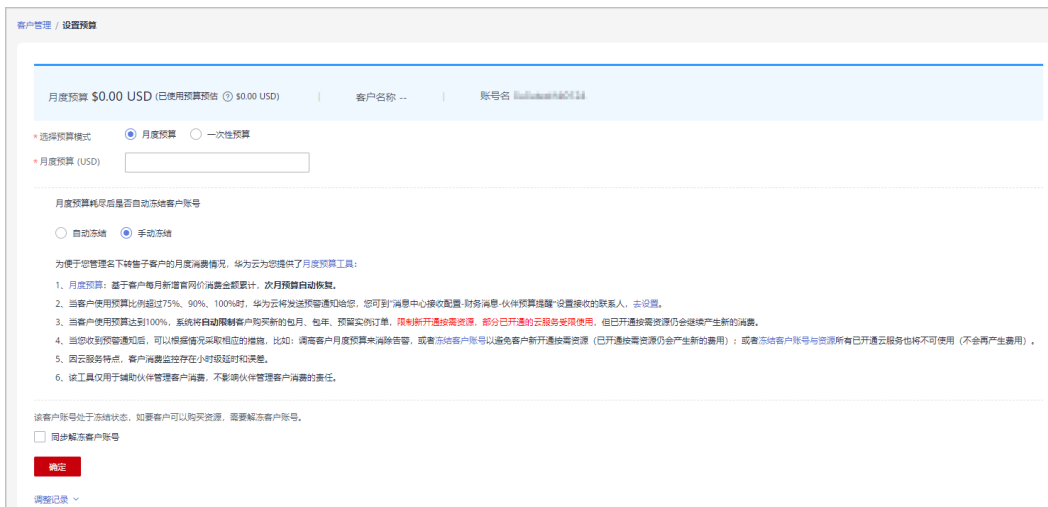 客户管理 / 设置预算
月度预算 $0.00 USD (已使用预算预估 ? $0.00 USD) 客户名称 -- 账号名
* 选择预算模式 月度预算 一次性预算
* 月度预算 (USD)
月度预算耗尽后是否自动冻结客户账号
自动冻结 手动冻结
为便于您管理名下转售子客户的月度消费情况，华为云为您提供了月度预算工具：
1、月度预算：基于客户每月新增官网价消费金额累计，次月预算自动恢复。
2、当客户使用预算比例超过75%、90%、100%时，华为云将发送预警通知给您，您可到"消息中心接收配置-财务消息-伙伴预算提醒"设置接收的联系人，去设置。
3、当客户使用预算达到100%，系统将自动限制客户购买新的包月、包年、预留实例订单，限制新开通按需资源，部分已开通的云服务受限使用，但已开通按需资源仍会继续产生新的消费。
4、当您收到预警通知后，可以根据情况采取相应的措施，比如：调高客户月度预算来消除告警，或者冻结客户账号以避免客户新开通按需资源（已开通按需资源仍会产生新的费用）；或者冻结客户账号与资源所有已开通云服务也将不可使用（不会再产生费用）。
5、因云服务特点，客户消费监控存在小时级延时和误差。
6、该工具仅用于辅助伙伴管理客户消费，不影响伙伴管理客户消费的责任。
该客户账号处于冻结状态，如要客户可以购买资源，需要解冻客户账号。
同步解冻客户账号
确定
调整记录